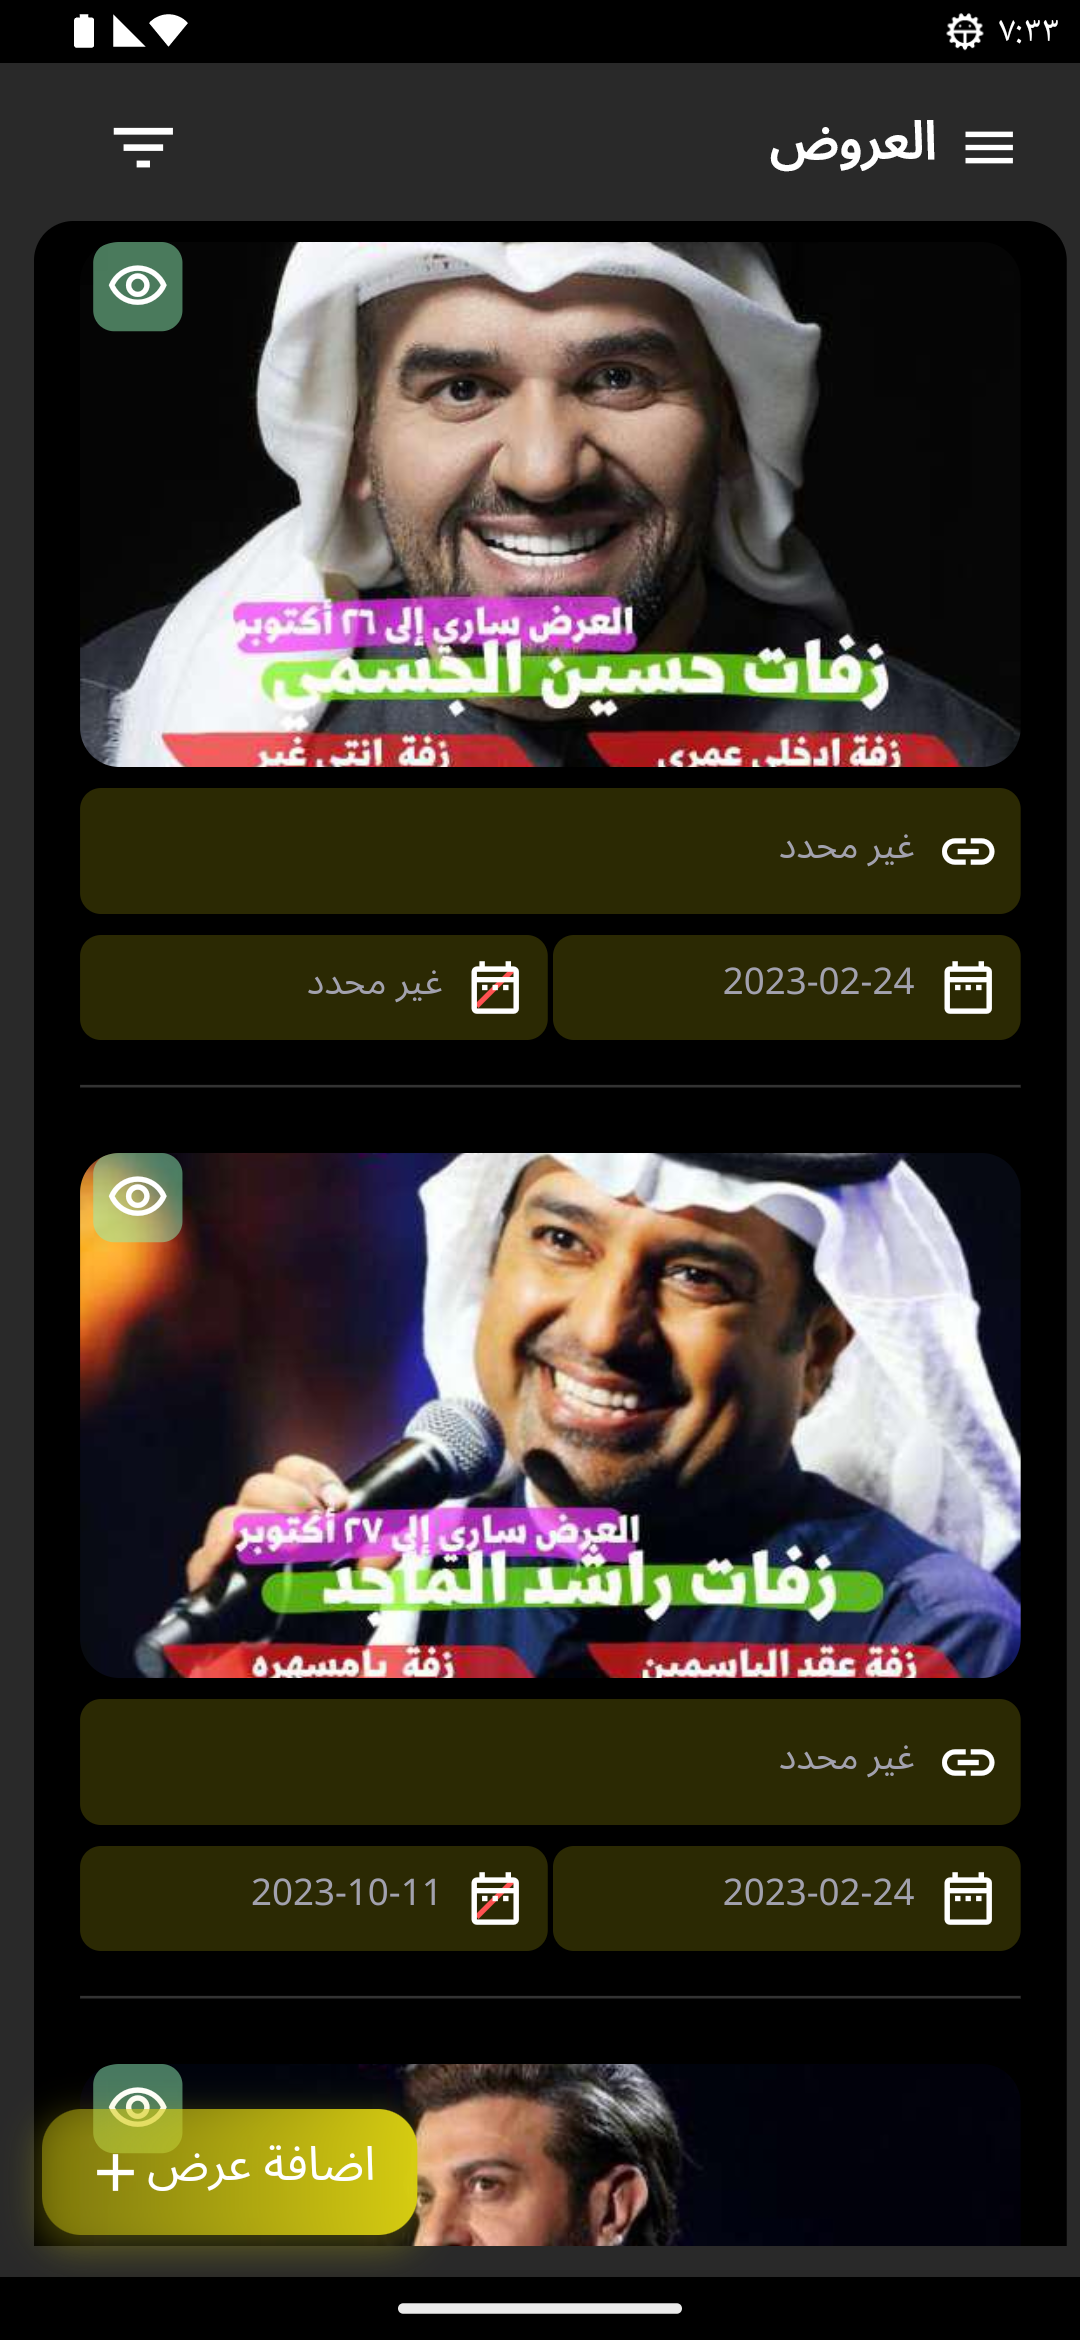 ٧:٣٣
العروض
العرض ساري إلى ٢٦ أكتوبر
زفات حسين الجسمي
زفة ادخلي عمري
زفة انتي غير
غير محدد
2023-02-24
غير محدد
العرض ساري إلى ٢٧ أكتوبر
زفات راشد الماجد
زفة عقد الياسمين
زفة يامسهره
غير محدد
2023-02-24
2023-10-11
اضافة عرض +